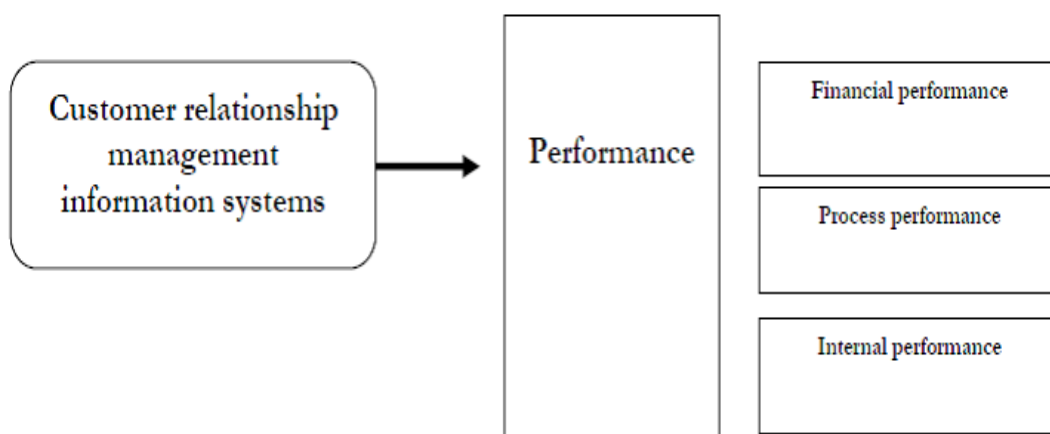 Customer relationship
management
information systems
Performance
Financial performance
Process performance
Internal performance